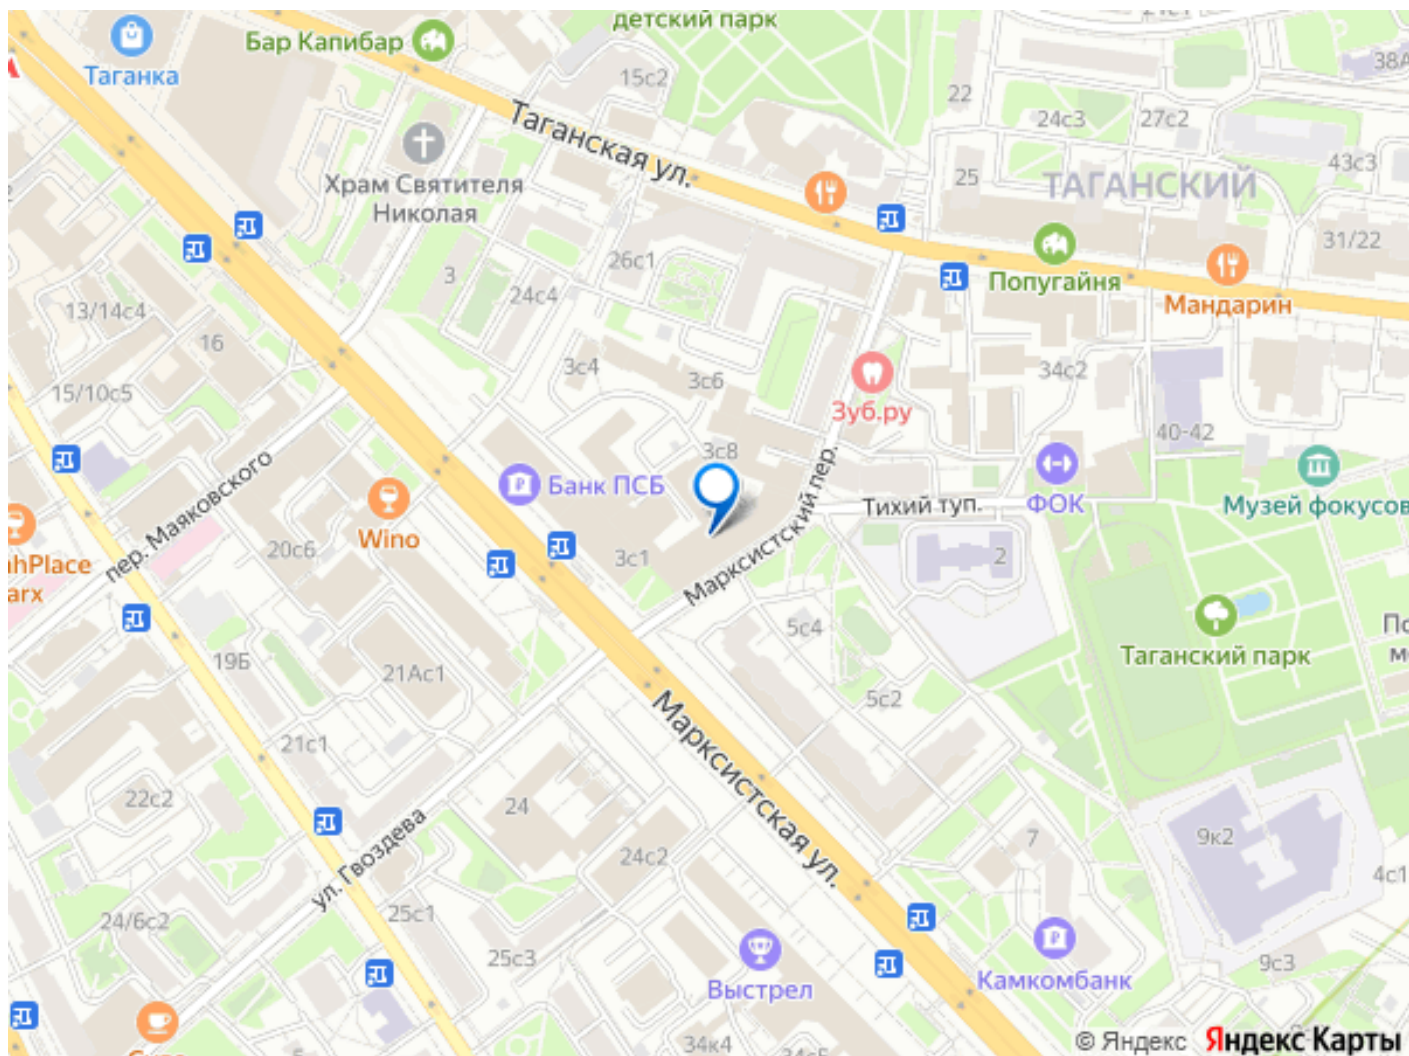 детский парк
Бар Капибар
Таганка
15с2
38А
22
24с3
27с2
Таганская ул.
43с3
Храм Святителя
Николая
25
ТАГАНСКИЙ
31/22
26с1
3
24с4
Попугайня
Мандарин
13/14с4
16
3с4
3с6
34с2
15/10с5
Зуб.ру
3с8
40-42
Банк ПСБ
Марксистский пер.
Тихий туп.
ФОК
Музей фокусов
пер. Маяковского
20с6
Wino
3с1
2
hPlace
arx
5с4
Таганский парк
19Б
21Ас1
5с2
21с1
Марксистская ул.
22с2
24
ул. Гвоздева
24с2
7
9к2
4с1
24/6с2
25с1
25с3
Выстрел
Камкомбанк
9с3
34к4
© Яндекс Яндекс Карты